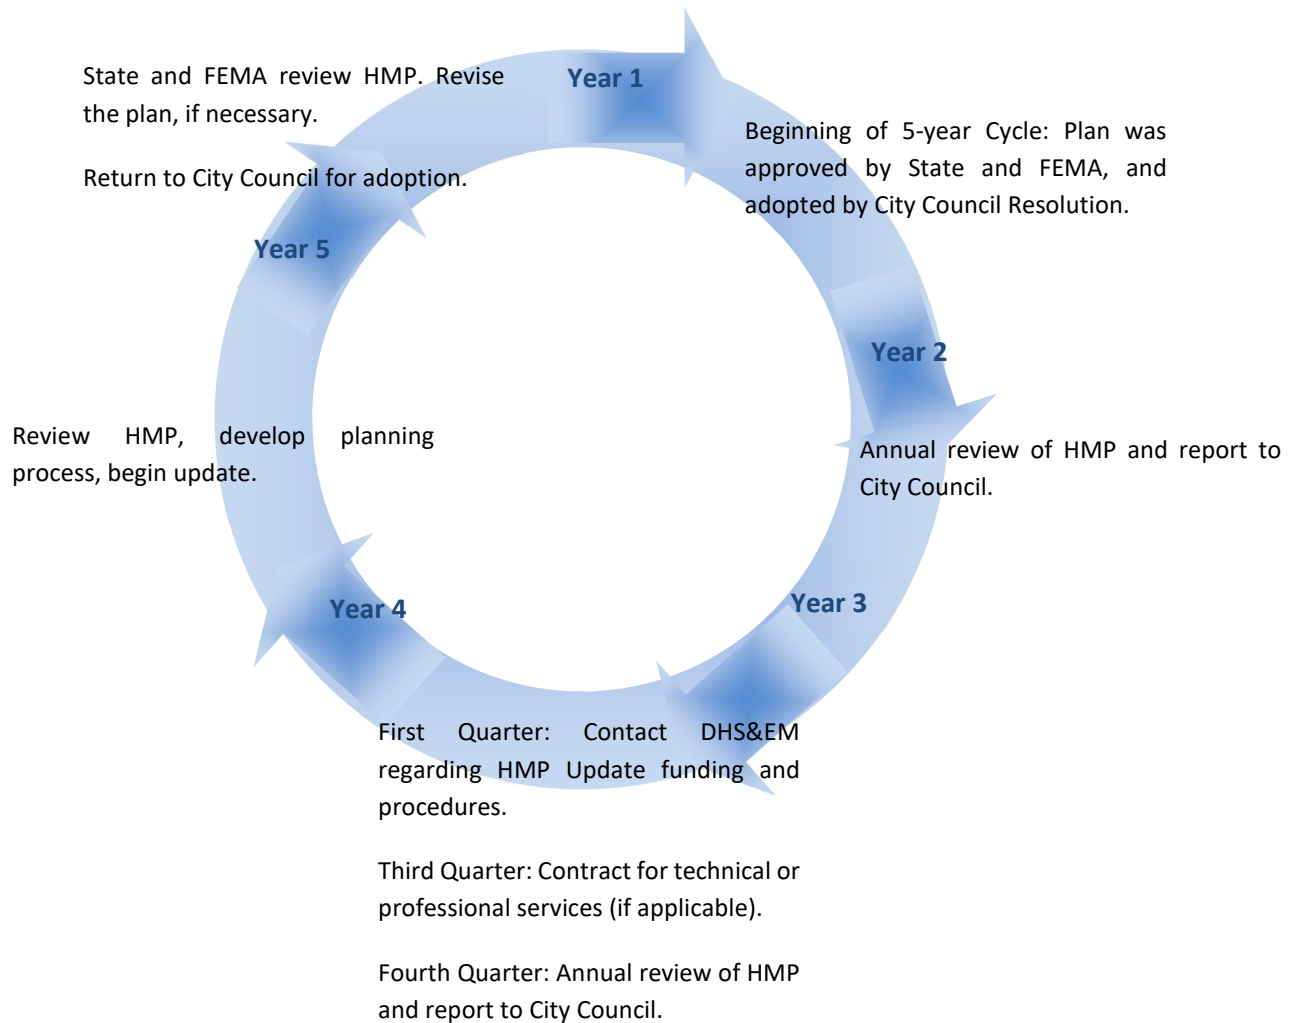 Year 1
Beginning of 5-year Cycle: Plan was
approved by State and FEMA, and
adopted by City Council Resolution.
Year 2
Annual review of HMP and report to
City Council.
Year 3
First Quarter: Contact DHS&EM
regarding HMP Update funding and
procedures.
Third Quarter: Contract for technical or
professional services (if applicable).
Fourth Quarter: Annual review of HMP
and report to City Council.
Year 4
Review HMP, develop planning
process, begin update.
Year 5
State and FEMA review HMP. Revise
the plan, if necessary.
Return to City Council for adoption.